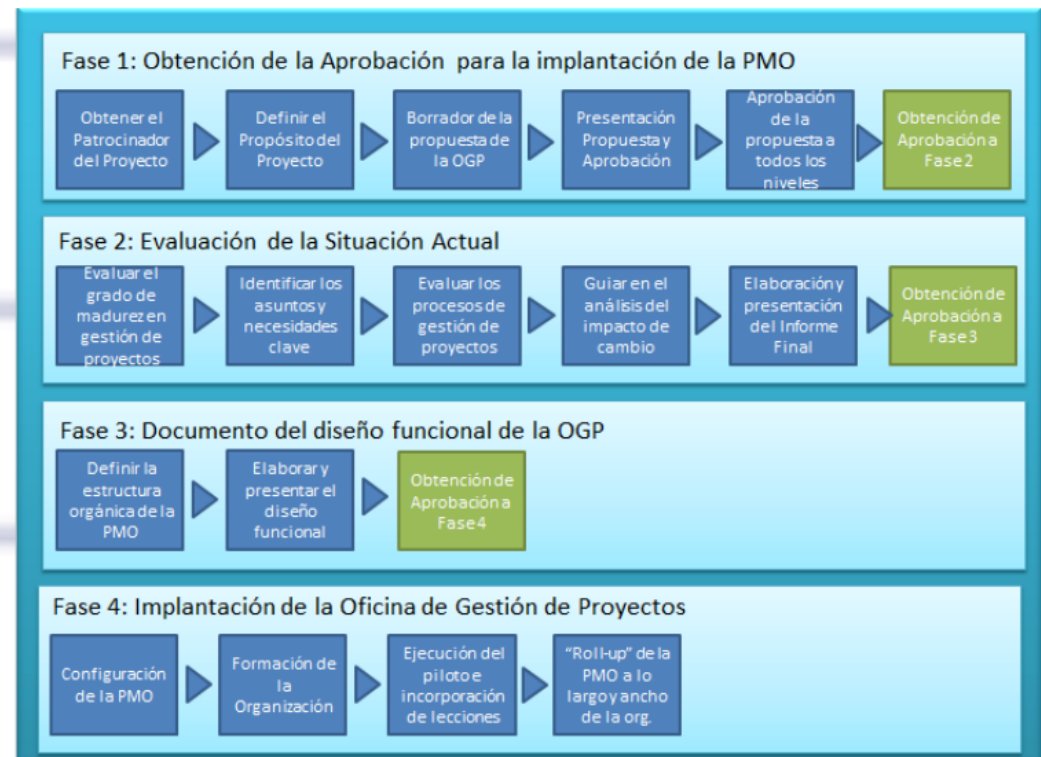 Fase 1: Obtención de la Aprobación para la implantación de la PMO
Obtener el
Patrocinador
del Proyecto
Definir el
Propósito del
Proyecto
Borrador de la
propuesta de
la OGP
Presentación
Propuesta y
Aprobación
Aprobación
de la
propuesta a
todos los
niveles
Obtención de
Aprobación a
Fase 2
Fase 2: Evaluación de la Situación Actual
Evaluar el
grado de
madurez en
gestión de
proyectos
Identificar los
asuntos y
necesidades
clave
Evaluar los
procesos de
gestión de
proyectos
Guiar en el
análisis del
impacto de
cambio
Elaboración y
presentación
del Informe
Final
Obtención de
Aprobación a
Fase 3
Fase 3: Documento del diseño funcional de la OGP
Definir la
estructura
orgánica de la
PMO
Elaborar y
presentar el
diseño
funcional
Obtención de
Aprobación a
Fase 4
Fase 4: Implantación de la Oficina de Gestión de Proyectos
Configuración
de la PMO
Formación de
la
Organización
Ejecución del
piloto e
incorporación
de lecciones
"Roll-up" de la
PMO a lo
largo y ancho
de la org.